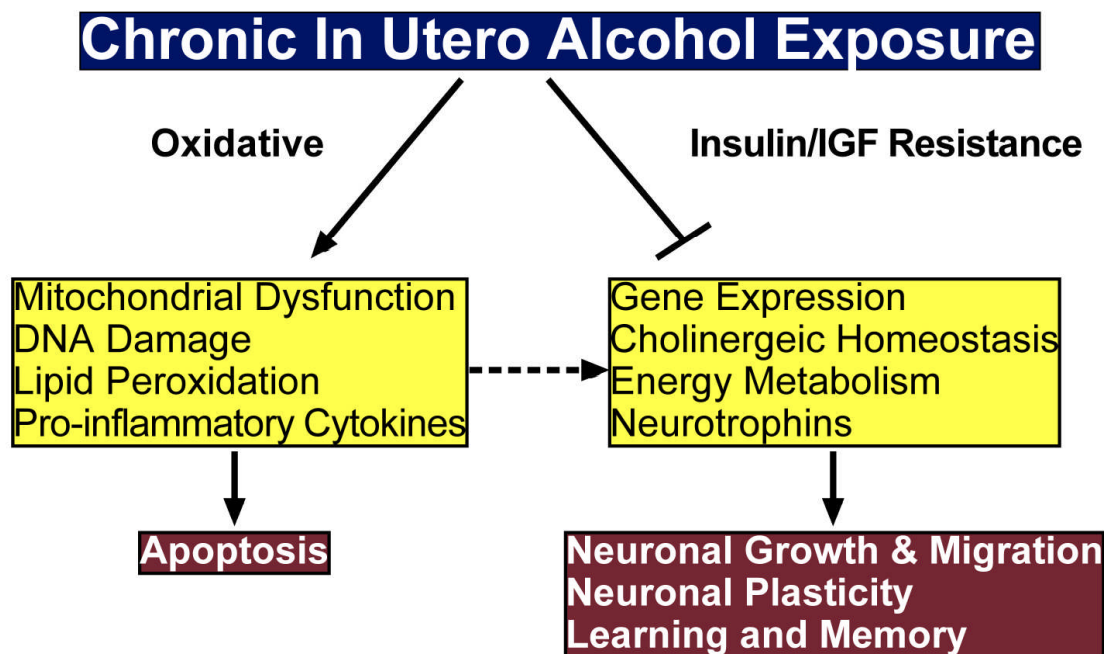 Chronic In Utero Alcohol Exposure
Oxidative
Insulin/IGF Resistance
Mitochondrial Dysfunction
DNA Damage
Lipid Peroxidation
Pro-inflammatory Cytokines
Gene Expression
Cholinergeic Homeostasis
Energy Metabolism
Neurotrophins
Apoptosis
Neuronal Growth & Migration
Neuronal Plasticity
Learning and Memory